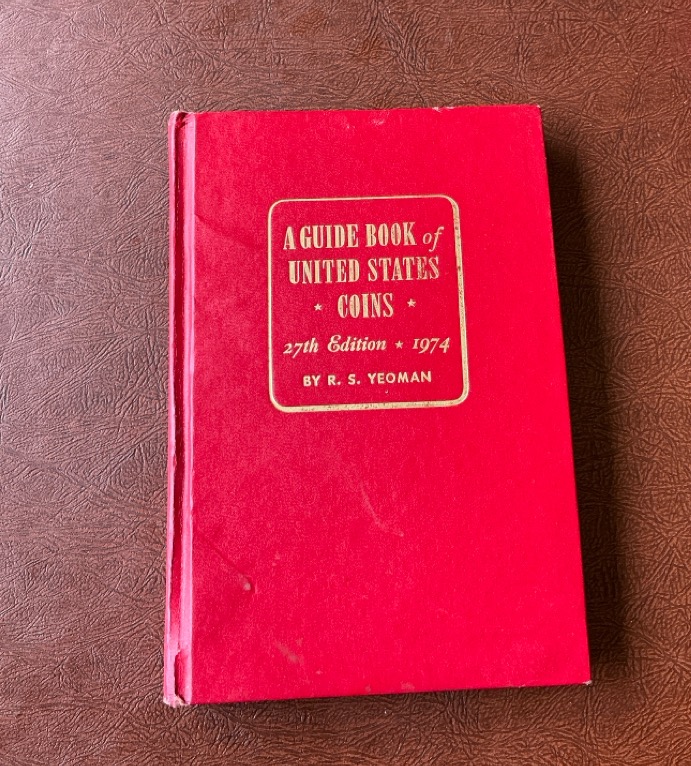 A GUIDE BOOK of
UNITED STATES
★ COINS ★
27th Edition ★ 1974
BY R. S. YEOMAN